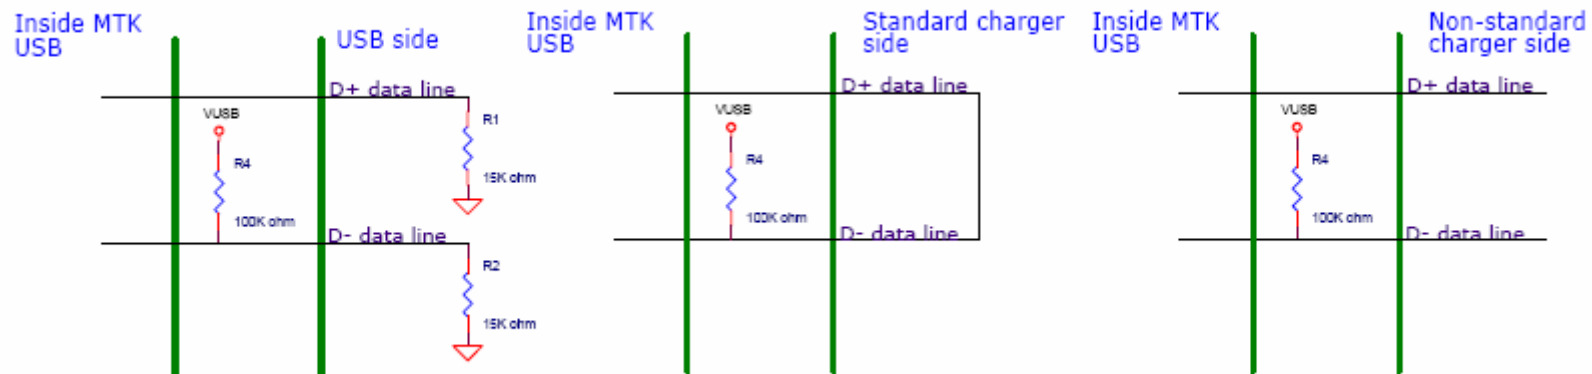 Inside MTK
USB
USB side
D+ data line
VUSB
R4
100K ohm
D- data line
R1
15K ohm
R2
15K ohm
Inside MTK
USB
Standard charger
side
D+ data line
VUSB
R4
100K ohm
D- data line
Inside MTK
USB
Non-standard
charger side
D+ data line
VUSB
R4
100K ohm
D- data line